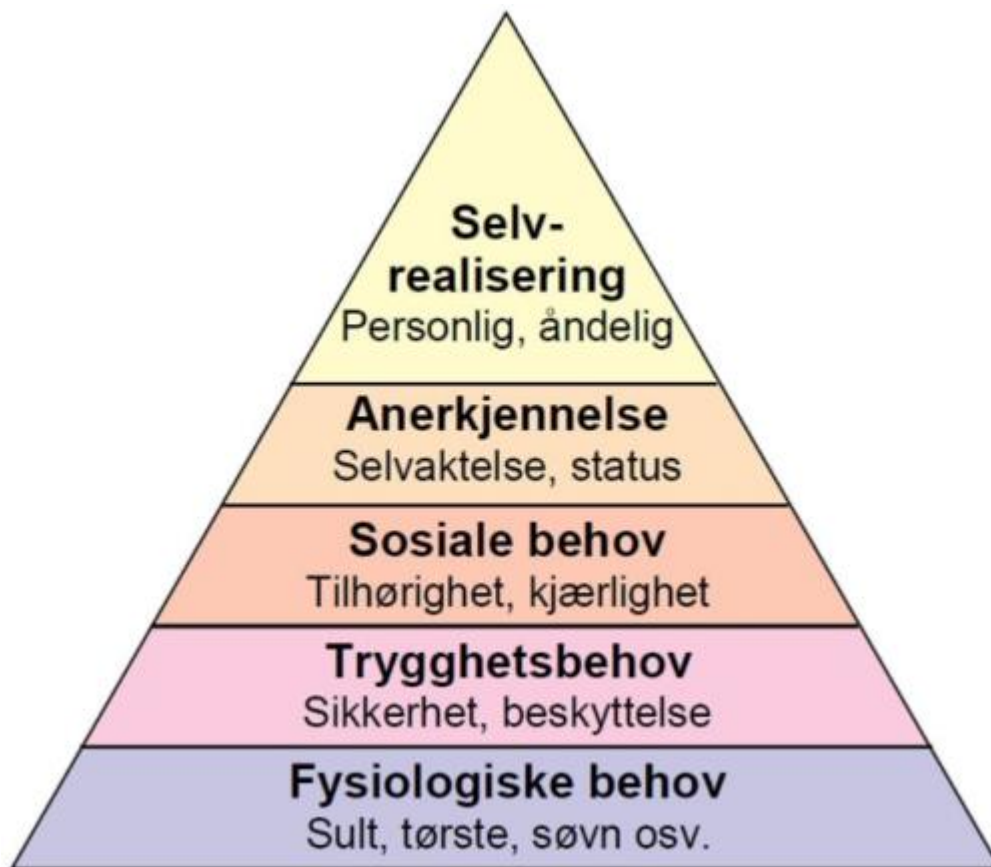 Selv-
realisering
Personlig, åndelig
Anerkjennelse
Selvaktelse, status
Sosiale behov
Tilhørighet, kjærlighet
Trygghetsbehov
Sikkerhet, beskyttelse
Fysiologiske behov
Sult, tørste, søvn osv.